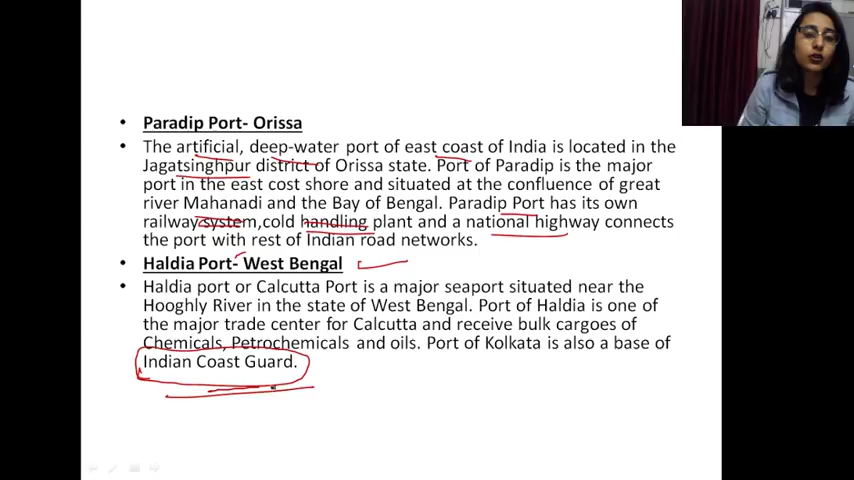 • Paradip Port- Orissa
• The artificial, deep-water port of east coast of India is located in the
Jagatsinghpur district of Orissa state. Port of Paradip is the major
port in the east cost shore and situated at the confluence of great
river Mahanadi and the Bay of Bengal. Paradip Port has its own
railway system,cold handling plant and a national highway connects
the port with rest of Indian road networks.
• Haldia Port- West Bengal
• Haldia port or Calcutta Port is a major seaport situated near the
Hooghly River in the state of West Bengal. Port of Haldia is one of
the major trade center for Calcutta and receive bulk cargoes of
Chemicals, Petrochemicals and oils. Port of Kolkata is also a base of
Indian Coast Guard.